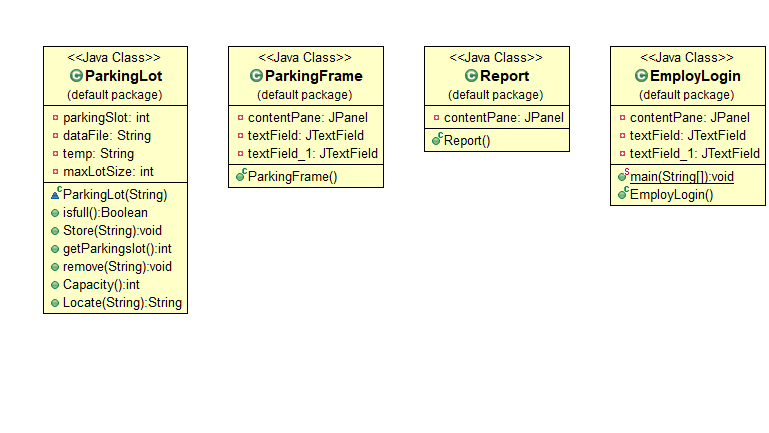 <<Java Class>>
ParkingLot
(default package)
parkingSlot: int
dataFile: String
temp: String
maxLotSize: int
ParkingLot(String)
isfull():Boolean
Store(String):void
getParkingslot():int
remove(String):void
Capacity():int
Locate(String):String
<<Java Class>>
ParkingFrame
(default package)
contentPane: JPanel
textField: JTextField
textField_1: JTextField
ParkingFrame()
<<Java Class>>
Report
(default package)
contentPane: JPanel
Report()
<<Java Class>>
EmployLogin
(default package)
contentPane: JPanel
textField: JTextField
textField_1: JTextField
main(String[]):void
EmployLogin()